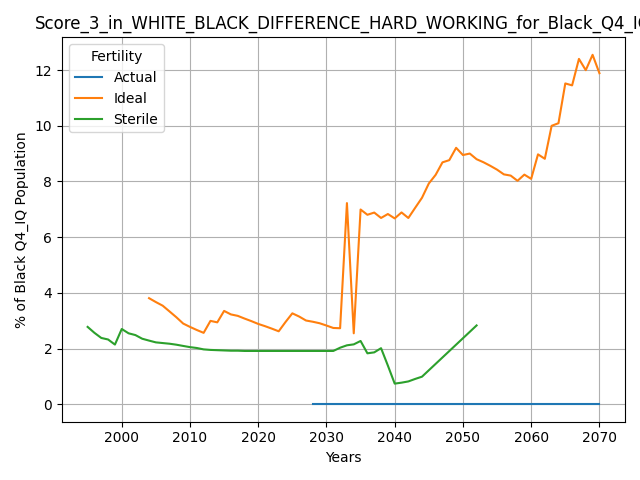 Score_3_in_WHITE_BLACK_DIFFERENCE_HARD_WORKING_for_Black_Q4_I
Fertility
Actual
Ideal
Sterile
% of Black Q4_IQ Population
12
10
8
6
4
2
0
2000 2010 2020 2030 2040 2050 2060 2070
Years